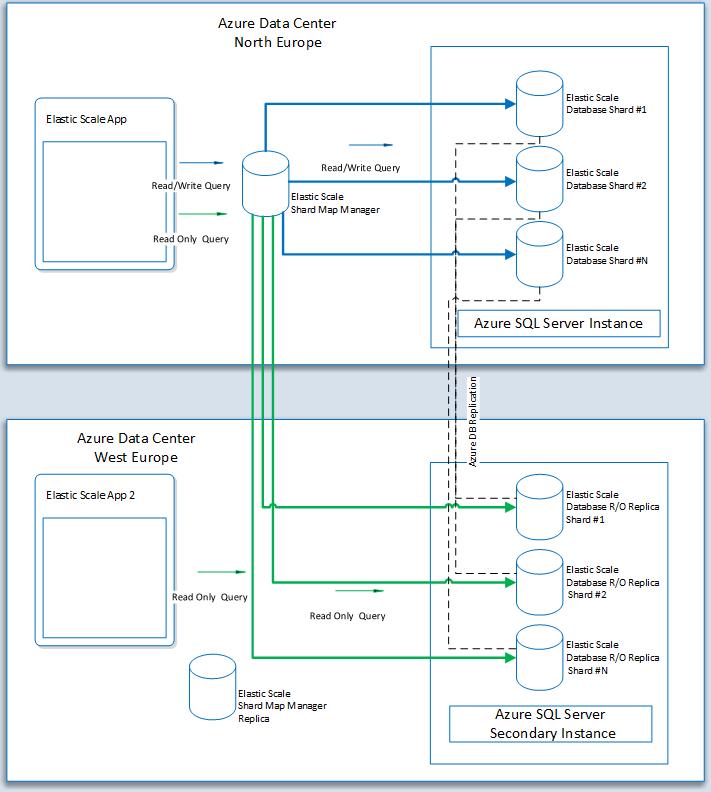 Azure Data Center
North Europe
Elastic Scale App
Read/Write Query
Read Only Query
Elastic Scale
Shard Map Manager
Read/Write Query
Elastic Scale
Database Shard #1
Elastic Scale
Database Shard #2
Elastic Scale
Database Shard #N
Azure SQL Server Instance
Azure DB Replication
Azure Data Center
West Europe
Elastic Scale App 2
Read Only Query
Read Only Query
Elastic Scale
Shard Map Manager
Replica
Elastic Scale
Database R/O Replica
Shard #1
Elastic Scale
Database R/O Replica
Shard #2
Elastic Scale
Database R/O Replica
Shard #N
Azure SQL Server
Secondary Instance